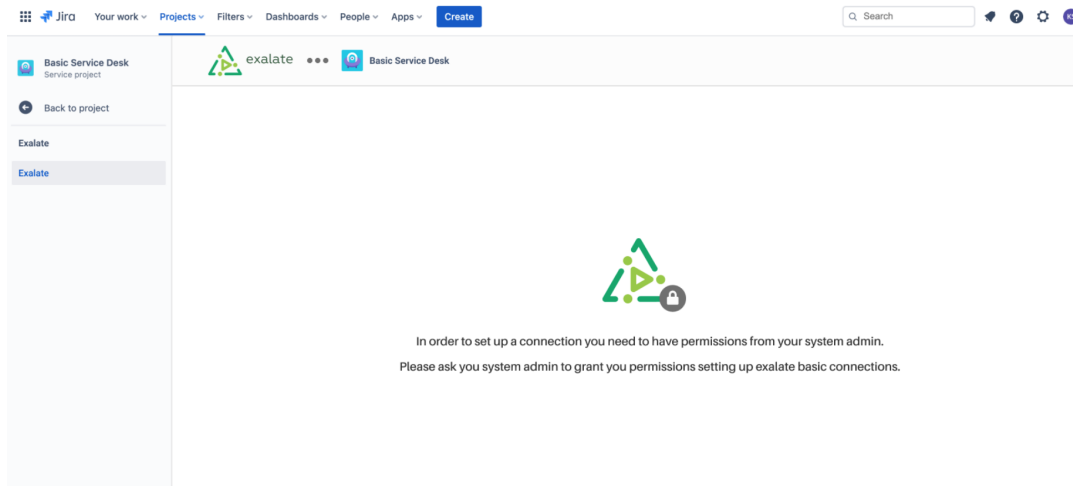 Jira Your work Projects Filters Dashboards People Apps Create Search
Basic Service Desk
Service project
Back to project
Exalate
Exalate
exalate Basic Service Desk
In order to set up a connection you need to have permissions from your system admin.
Please ask you system admin to grant you permissions setting up exalate basic connections.